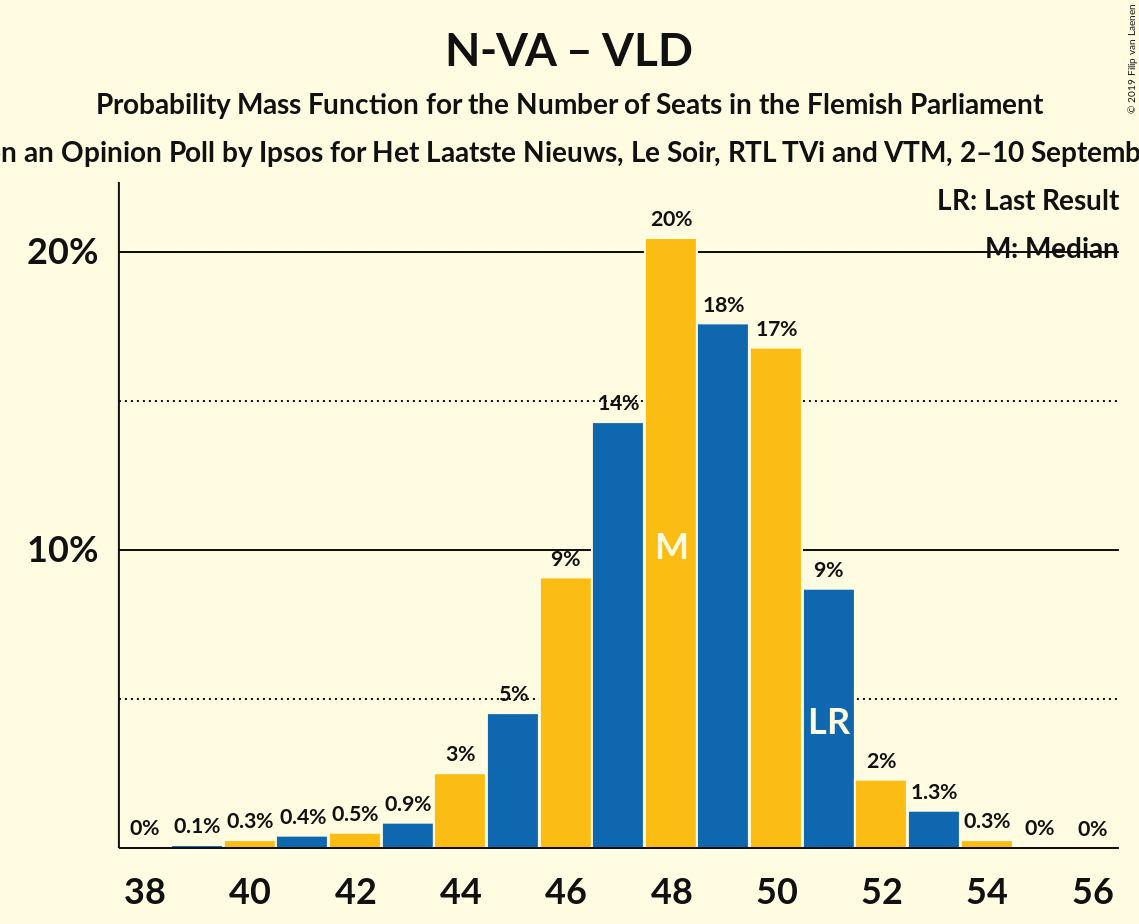 N-VA – VLD
Probability Mass Function for the Number of Seats in the Flemish Parliament
an Opinion Poll by Ipsos for Het Laatste Nieuws, Le Soir, RTL TVi and VTM, 2–10
© 2019 Filip van Laenen
LR: Last Result
M: Median
20%
10%
0% 0.1% 0.3% 0.4% 0.5% 0.9% 3% 5% 9% 14% 20% 18% 17% 9% 2% 1.3% 0.3% 0% 0%
M
LR
38 40 42 44 46 48 50 52 54 56